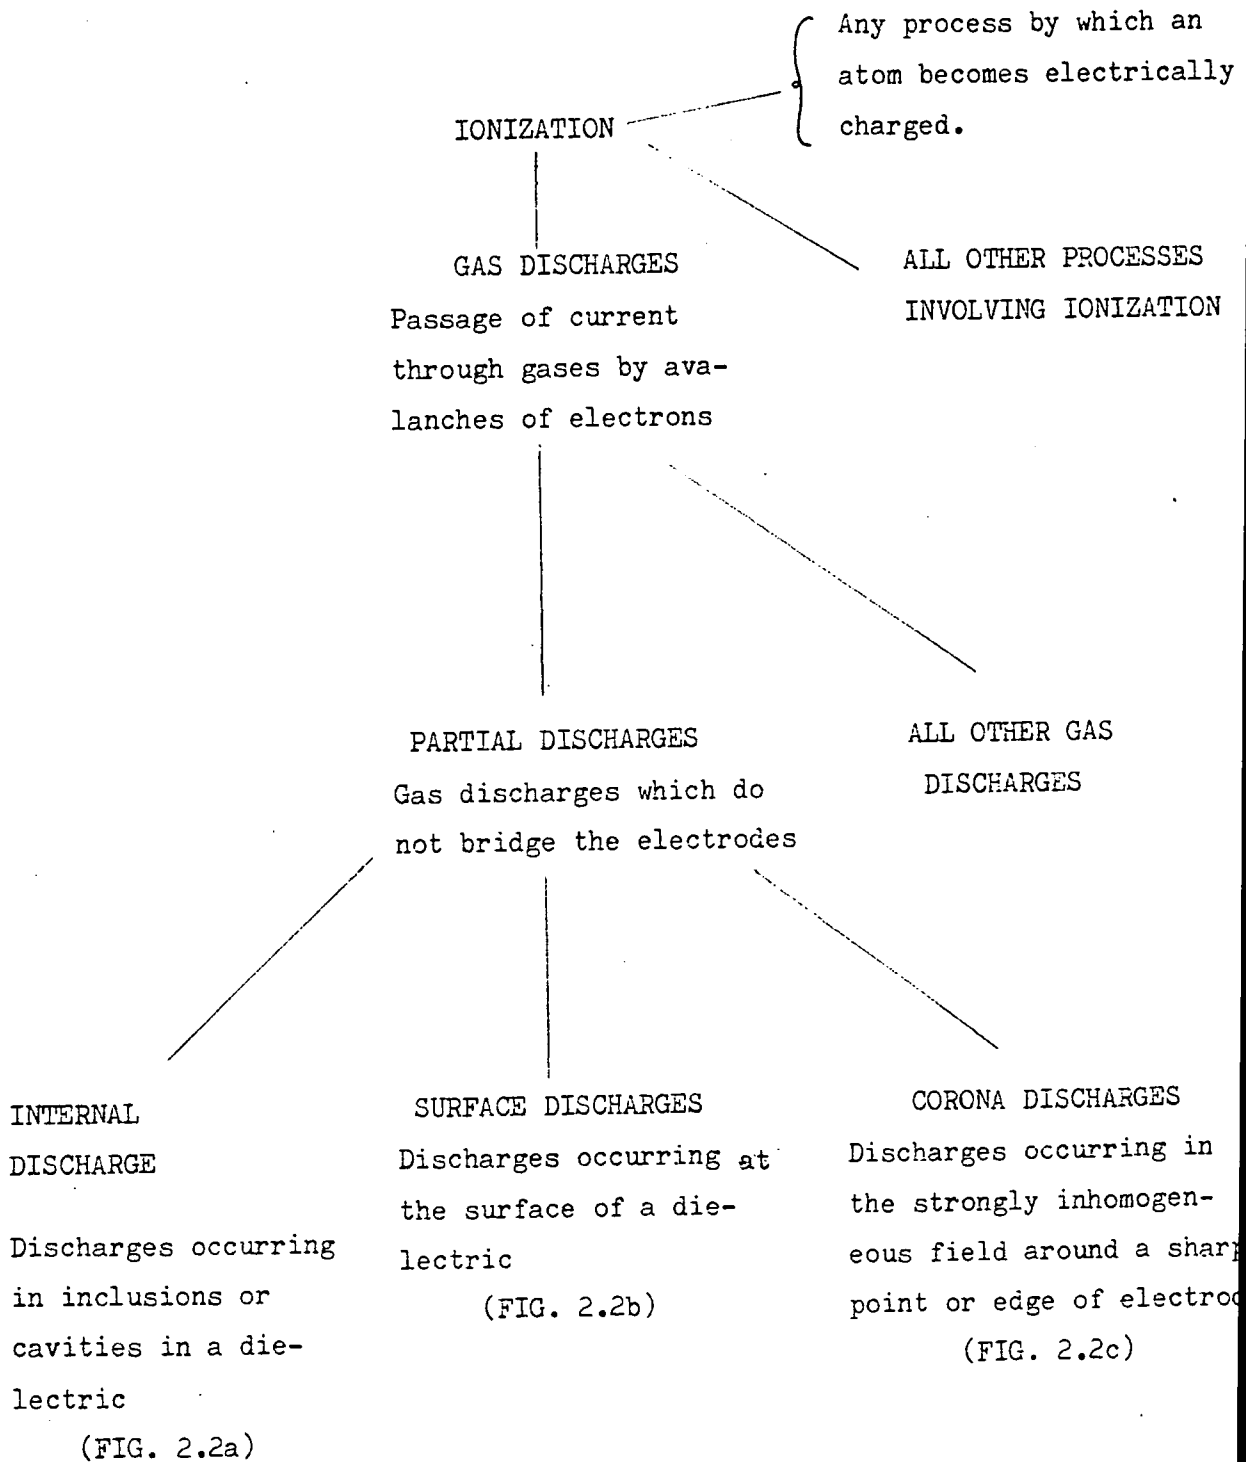 Any process by which an
atom becomes electrically
charged.
IONIZATION
GAS DISCHARGES
Passage of current
through gases by ava-
lanches of electrons
ALL OTHER PROCESSES
INVOLVING IONIZATION
PARTIAL DISCHARGES
Gas discharges which do
not bridge the electrodes
ALL OTHER GAS
DISCHARGES
INTERNAL
DISCHARGE
Discharges occurring
in inclusions or
cavities in a die-
lectric
(FIG. 2.2a)
SURFACE DISCHARGES
Discharges occurring at
the surface of a die-
lectric
(FIG. 2.2b)
CORONA DISCHARGES
Discharges occurring in
the strongly inhomogen-
eous field around a
point or edge of
(FIG. 2.2c)